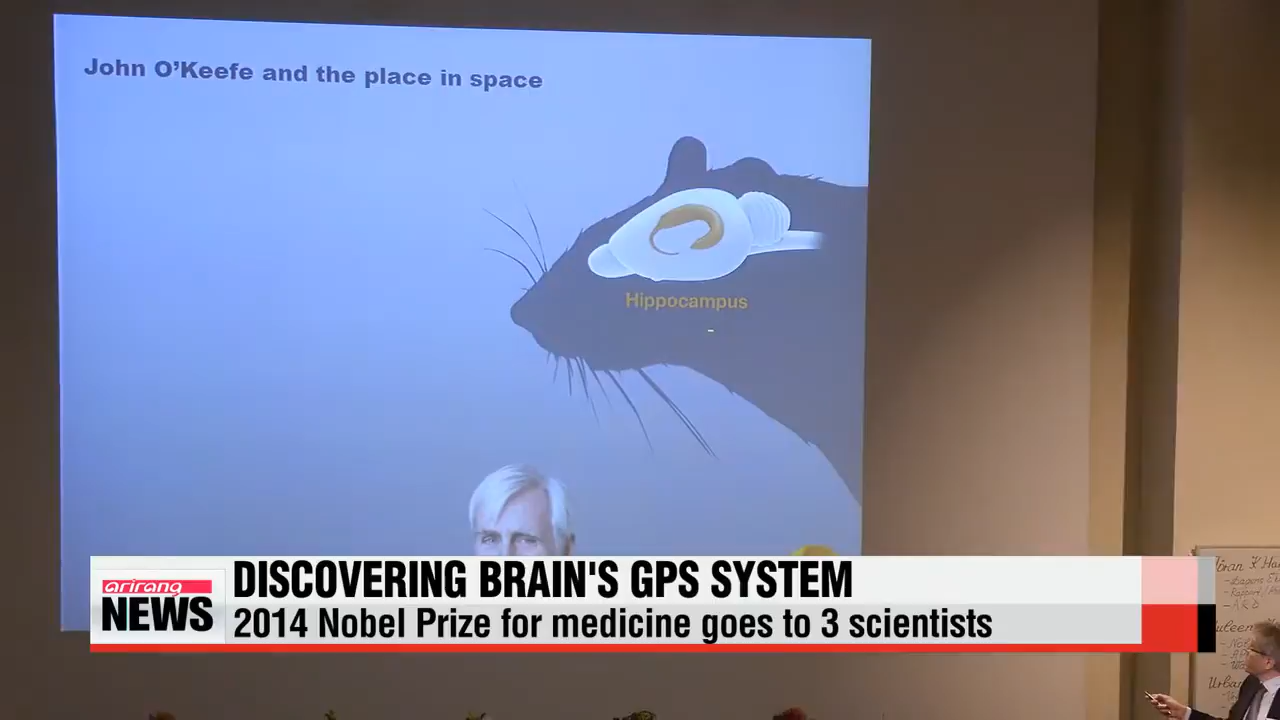 John O'Keefe and the place in space
Hippocampus
arirang
NEWS
DISCOVERING BRAIN'S GPS SYSTEM
2014 Nobel Prize for medicine goes to 3 scientists